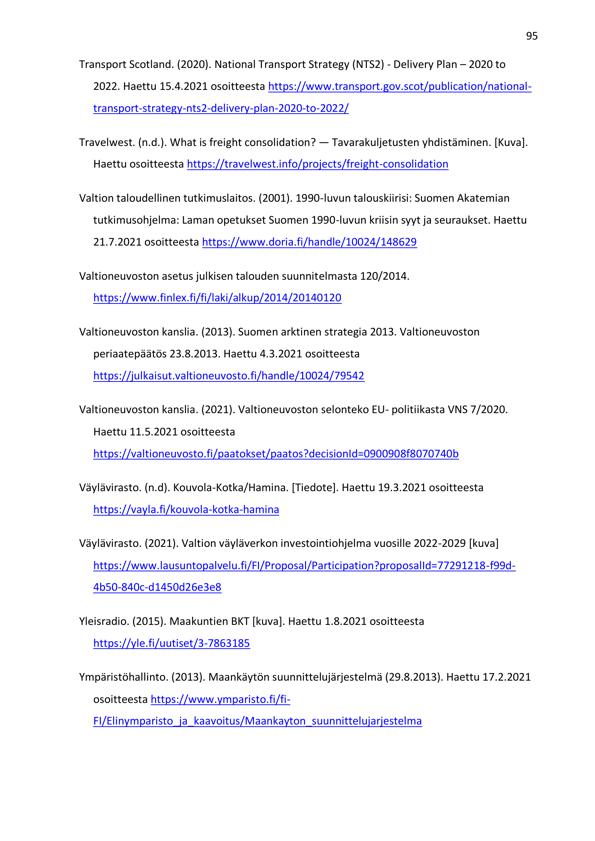 95
Transport Scotland. (2020). National Transport Strategy (NTS2) - Delivery Plan – 2020 to
2022. Haettu 15.4.2021 osoitteesta https://www.transport.gov.scot/publication/national-
transport-strategy-nts2-delivery-plan-2020-to-2022/
Travelwest. (n.d.). What is freight consolidation? — Tavarakuljetusten yhdistäminen. [Kuva].
Haettu osoitteesta https://travelwest.info/projects/freight-consolidation
Valtion taloudellinen tutkimuslaitos. (2001). 1990-luvun talouskiirisi: Suomen Akatemian
tutkimusohjelma: Laman opetukset Suomen 1990-luvun kriisin syyt ja seuraukset. Haettu
21.7.2021 osoitteesta https://www.doria.fi/handle/10024/148629
Valtioneuvoston asetus julkisen talouden suunnitelmasta 120/2014.
https://www.finlex.fi/fi/laki/alkup/2014/20140120
Valtioneuvoston kanslia. (2013). Suomen arktinen strategia 2013. Valtioneuvoston
periaatepäätös 23.8.2013. Haettu 4.3.2021 osoitteesta
https://julkaisut.valtioneuvosto.fi/handle/10024/79542
Valtioneuvoston kanslia. (2021). Valtioneuvoston selonteko EU- politiikasta VNS 7/2020.
Haettu 11.5.2021 osoitteesta
https://valtioneuvosto.fi/paatokset/paatos?decisionId=0900908f8070740b
Väylävirasto. (n.d). Kouvola-Kotka/Hamina. [Tiedote]. Haettu 19.3.2021 osoitteesta
https://vayla.fi/kouvola-kotka-hamina
Väylävirasto. (2021). Valtion väyläverkon investointiohjelma vuosille 2022-2029 [kuva]
https://www.lausuntopalvelu.fi/FI/Proposal/Participation?proposalId=77291218-f99d-
4b50-840c-d1450d26e3e8
Yleisradio. (2015). Maakuntien BKT [kuva]. Haettu 1.8.2021 osoitteesta
https://yle.fi/uutiset/3-7863185
Ympäristöhallinto. (2013). Maankäytön suunnittelujärjestelmä (29.8.2013). Haettu 17.2.2021
osoitteesta https://www.ymparisto.fi/fi-
FI/Elinymparisto_ja_kaavoitus/Maankayton_suunnittelujarjestelma